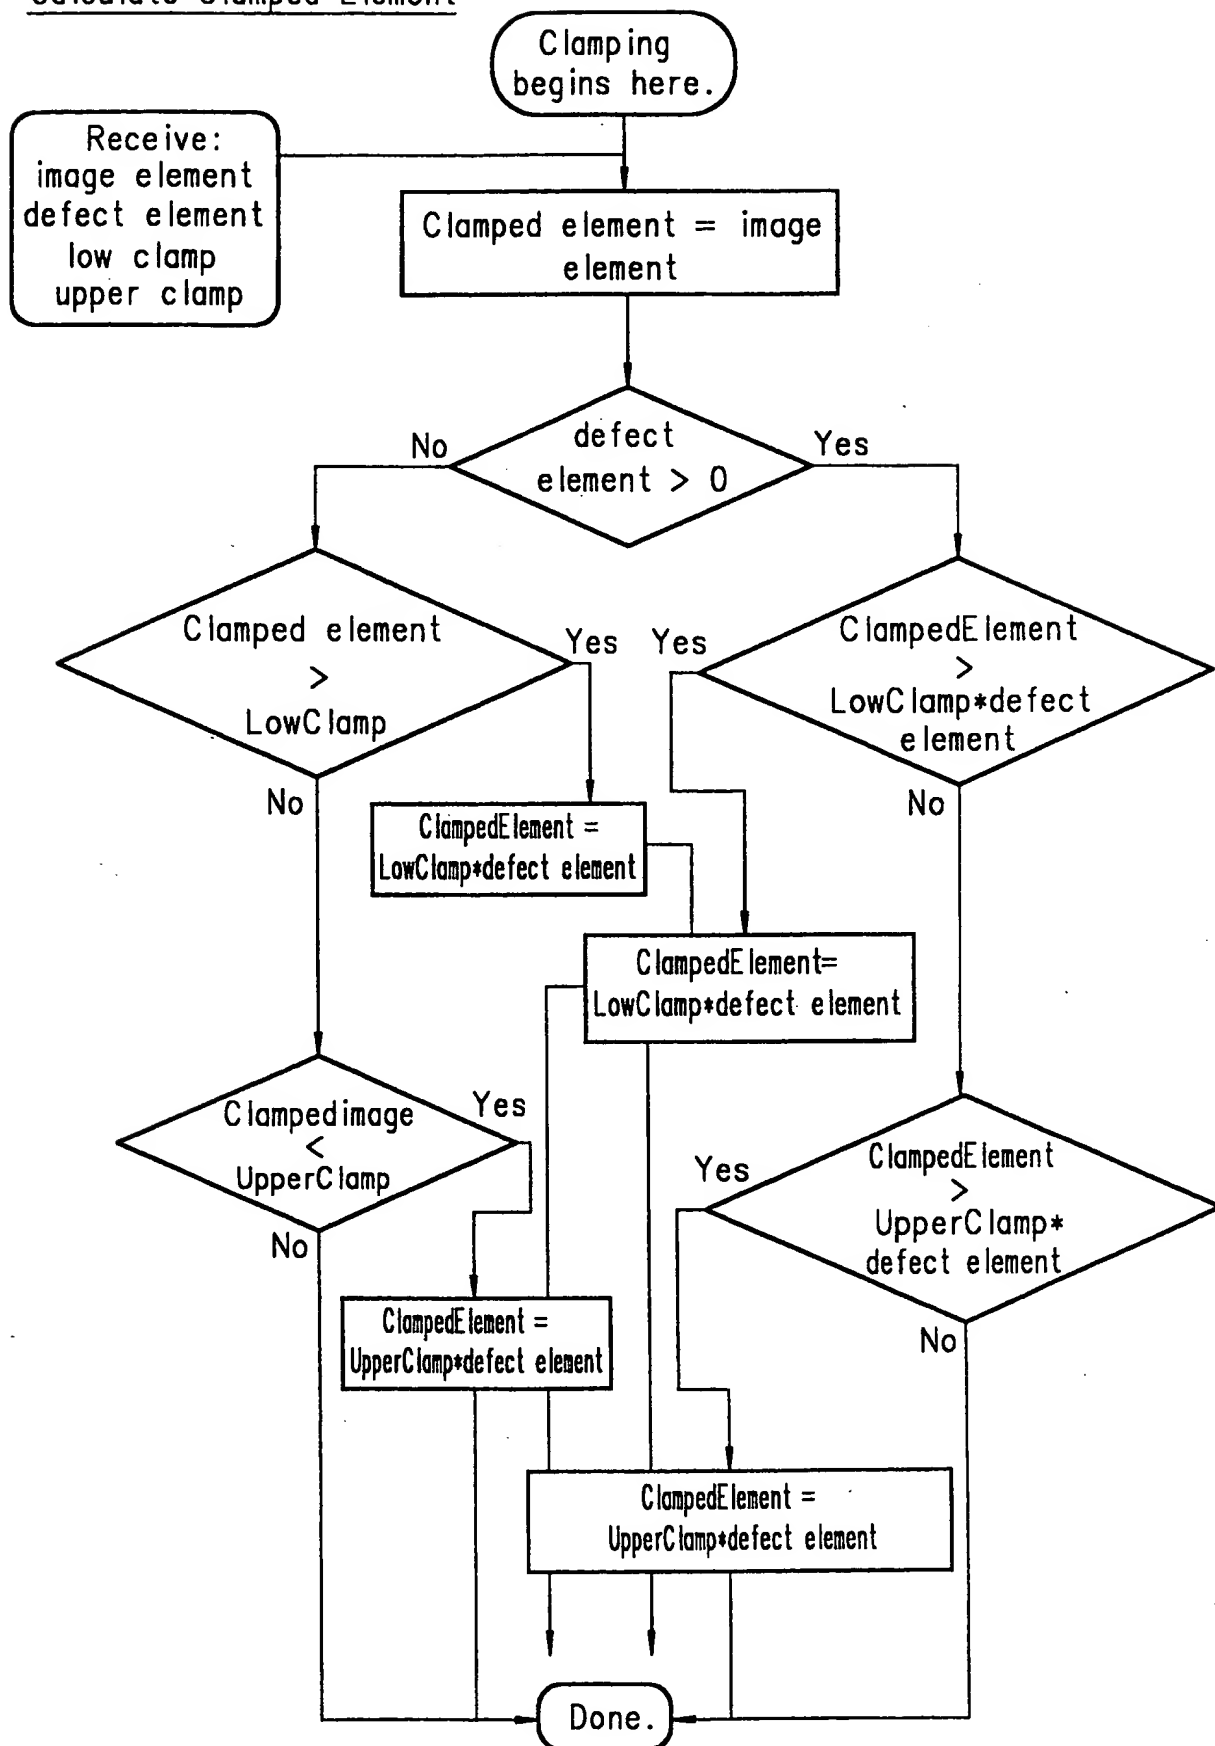 Calculate Clamped Element
Clamping
begins here.
Receive:
image element
defect element
low clamp
upper clamp
Clamped element = image
element
defect
element > 0
No
Yes
Clamped element
>
LowClamp
Yes
No
ClampedElement
>
LowClamp*defect
element
Yes
No
ClampedElement =
LowClamp*defect element
ClampedElement=
LowClamp*defect element
Clampedimage
<
UpperClamp
Yes
No
ClampedElement
>
UpperClamp*
defect element
Yes
No
ClampedElement =
UpperClamp*defect element
ClampedElement =
UpperClamp*defect element
Done.